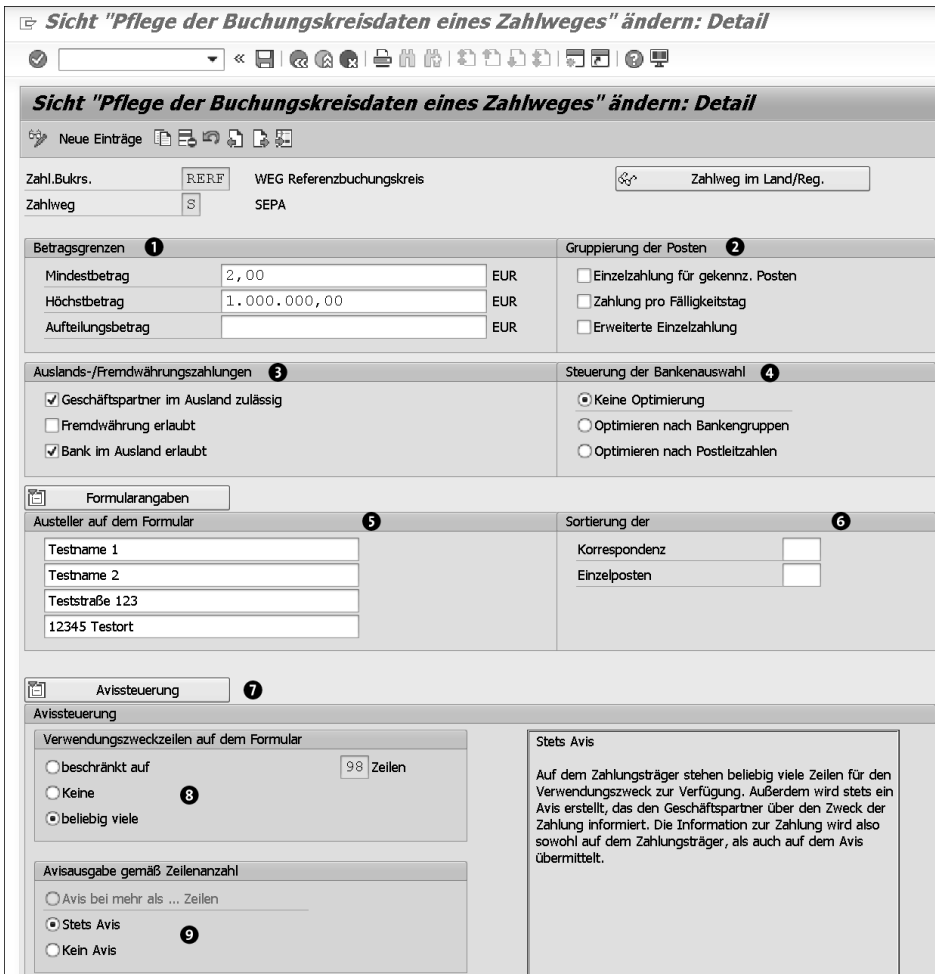 Sicht "Pflege der Buchungskreisdaten eines Zahlweges" ändern: Detail
Sicht "Pflege der Buchungskreisdaten eines Zahlweges" ändern: Detail
Neue Einträge
Zahl.Bukrs. RERF WEG Referenzbuchungskreis Zahlweg im Land/Reg.
Zahlweg S SEPA
Betragsgrenzen 1
Mindestbetrag 2,00 EUR
Höchstbetrag 1.000.000,00 EUR
Aufteilungsbetrag EUR
Gruppierung der Posten 2
Einzelzahlung für gekennz. Posten
Zahlung pro Fälligkeitstag
Erweiterte Einzelzahlung
Auslands-/Fremdwährungszahlungen 3
Geschäftspartner im Ausland zulässig
Fremdwährung erlaubt
Bank im Ausland erlaubt
Steuerung der Bankenauswahl 4
Keine Optimierung
Optimieren nach Bankengruppen
Optimieren nach Postleitzahlen
Formularangaben
Austeller auf dem Formular 5
Testname 1
Testname 2
Teststraße 123
12345 Testort
Sortierung der 6
Korrespondenz
Einzelposten
Avissteuerung 7
Avissteuerung
Verwendungszweckzeilen auf dem Formular
beschränkt auf 98 Zeilen
Keine 8
beliebig viele
Avisausgabe gemäß Zeilenanzahl
Avis bei mehr als ... Zeilen
Stets Avis
9
Kein Avis
Stets Avis
Auf dem Zahlungsträger stehen beliebig viele Zeilen für den
Verwendungszweck zur Verfügung. Außerdem wird stets ein
Avis erstellt, das den Geschäftspartner über den Zweck der
Zahlung informiert. Die Information zur Zahlung wird also
sowohl auf dem Zahlungsträger, als auch auf dem Avis
übermittelt.